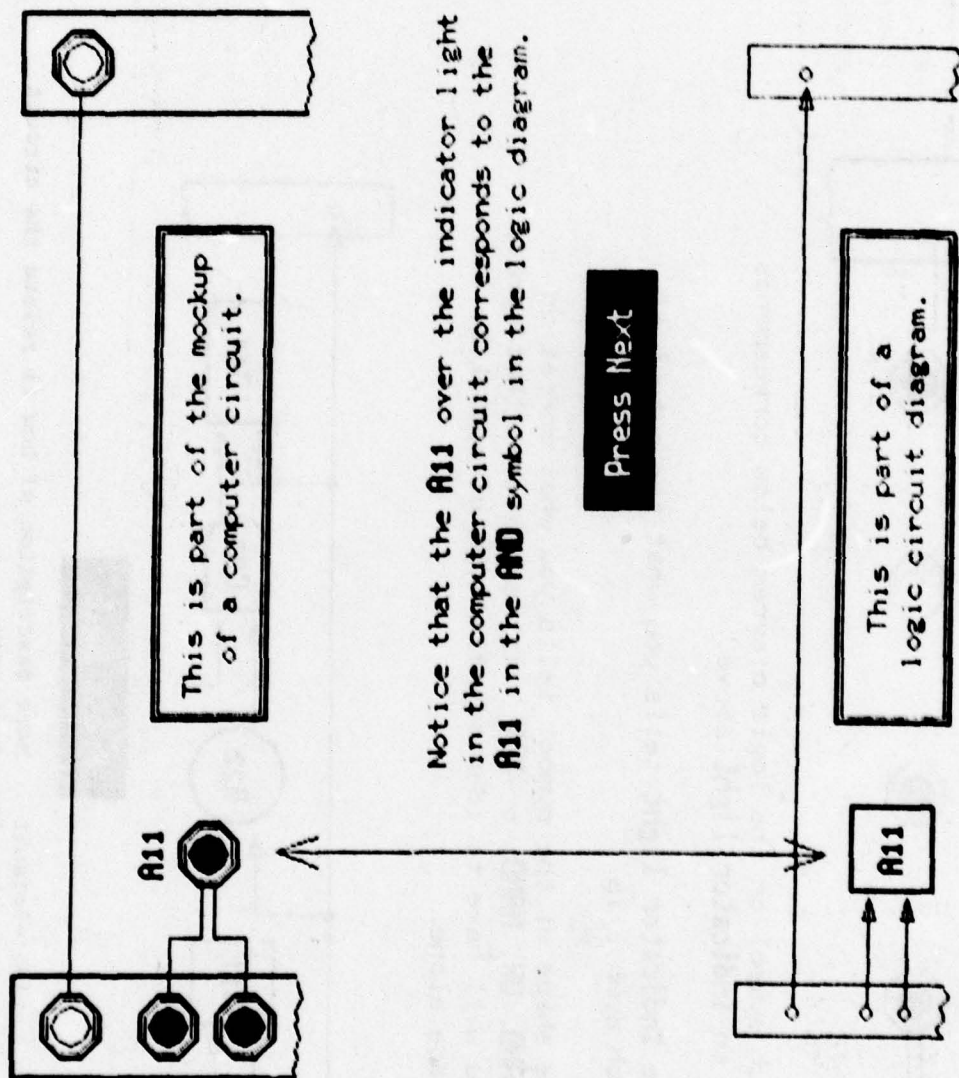 A11
This is part of the mockup
of a computer circuit.
Notice that the A11 over the indicator light
in the computer circuit corresponds to the
A11 in the AND symbol in the logic diagram.
Press Next
A11
This is part of a
logic circuit diagram.